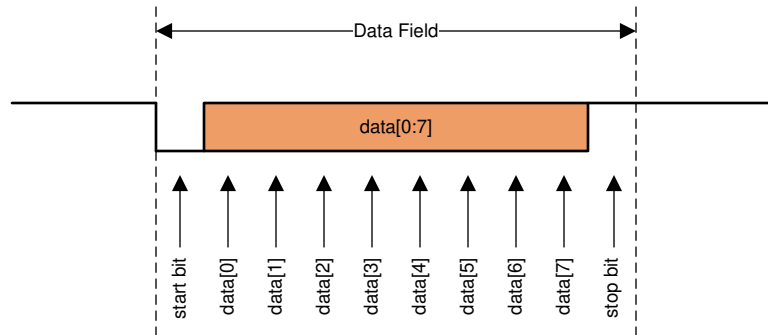 Data Field
data[0:7]
start bit
data[0]
data[1]
data[2]
data[3]
data[4]
data[5]
data[6]
data[7]
stop bit